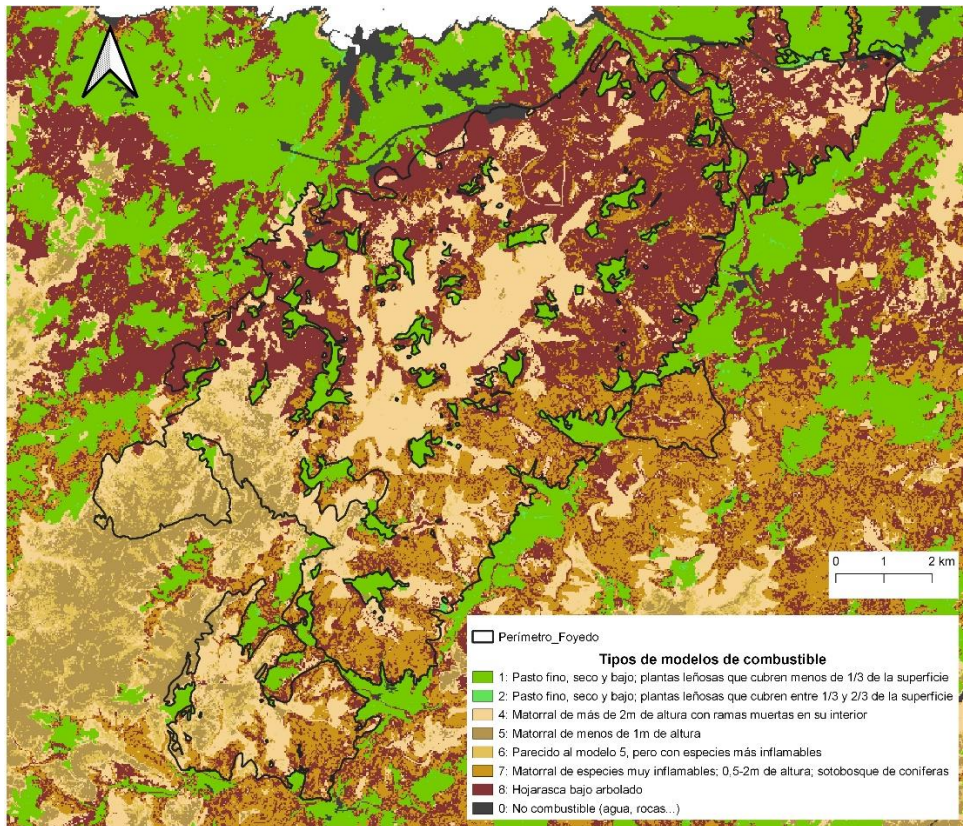 0 1 2 km
Perímetro_Foyedo
Tipos de modelos de combustible
1: Pasto fino, seco y bajo; plantas leñosas que cubren menos de 1/3 de la superficie
2: Pasto fino, seco y bajo; plantas leñosas que cubren entre 1/3 y 2/3 de la superficie
4: Matorral de más de 2m de altura con ramas muertas en su interior
5: Matorral de menos de 1m de altura
6: Parecido al modelo 5, pero con especies más inflamables
7: Matorral de especies muy inflamables; 0,5-2m de altura; sotobosque de coníferas
8: Hojarasca bajo arbolado
0: No combustible (agua, rocas...)